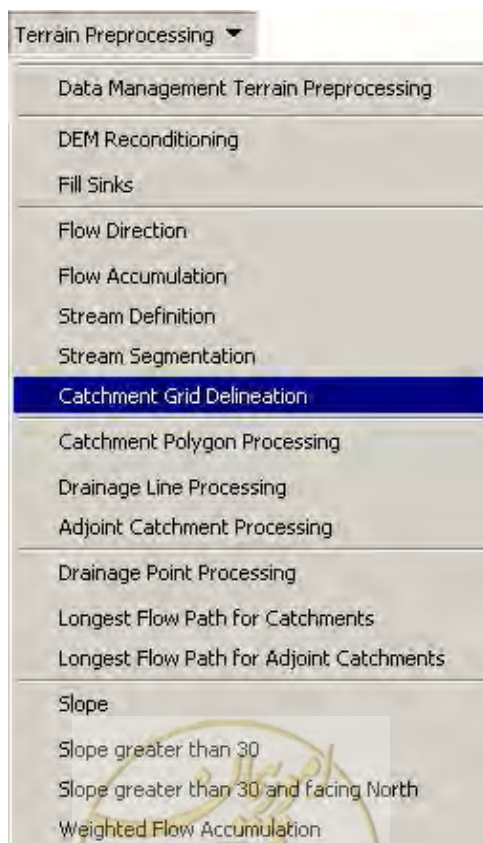 Terrain Preprocessing
Data Management Terrain Preprocessing
DEM Reconditioning
Fill Sinks
Flow Direction
Flow Accumulation
Stream Definition
Stream Segmentation
Catchment Grid Delineation
Catchment Polygon Processing
Drainage Line Processing
Adjoint Catchment Processing
Drainage Point Processing
Longest Flow Path for Catchments
Longest Flow Path for Adjoint Catchments
Slope
Slope greater than 30
Slope greater than 30 and facing North
Weighted Flow Accumulation